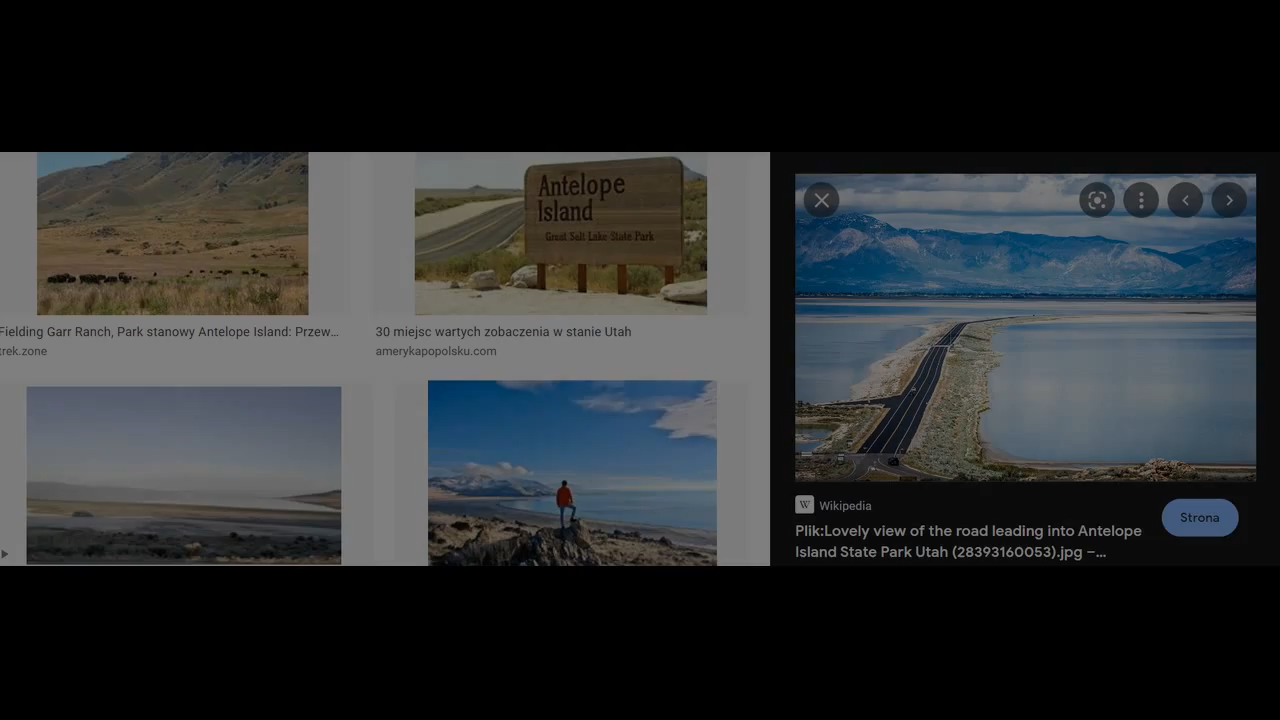 Antelope
Island
Great Salt Lake State Park
Fielding Garr Ranch, Park stanowy Antelope Island: Przew...
trek.zone
30 miejsc wartych zobaczenia w stanie Utah
amerykapopolsku.com
W Wikipedia
Plik:Lovely view of the road leading into Antelope
Island State Park Utah (28393160053).jpg –...
Strona